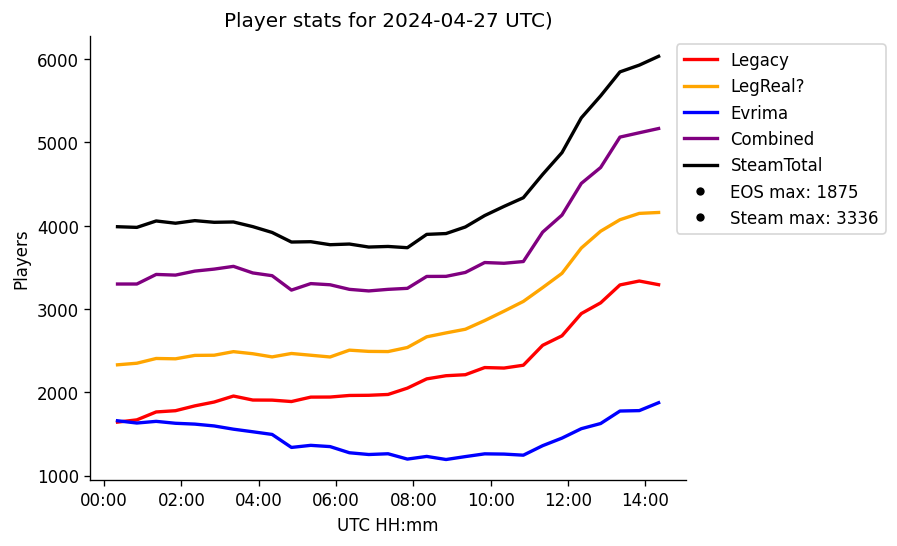 Player stats for 2024-04-27 UTC)
6000
5000
4000
3000
2000
1000
Players
00:00 02:00 04:00 06:00 08:00 10:00 12:00 14:00
UTC HH:mm
Legacy
LegReal?
Evrima
Combined
SteamTotal
EOS max: 1875
Steam max: 3336